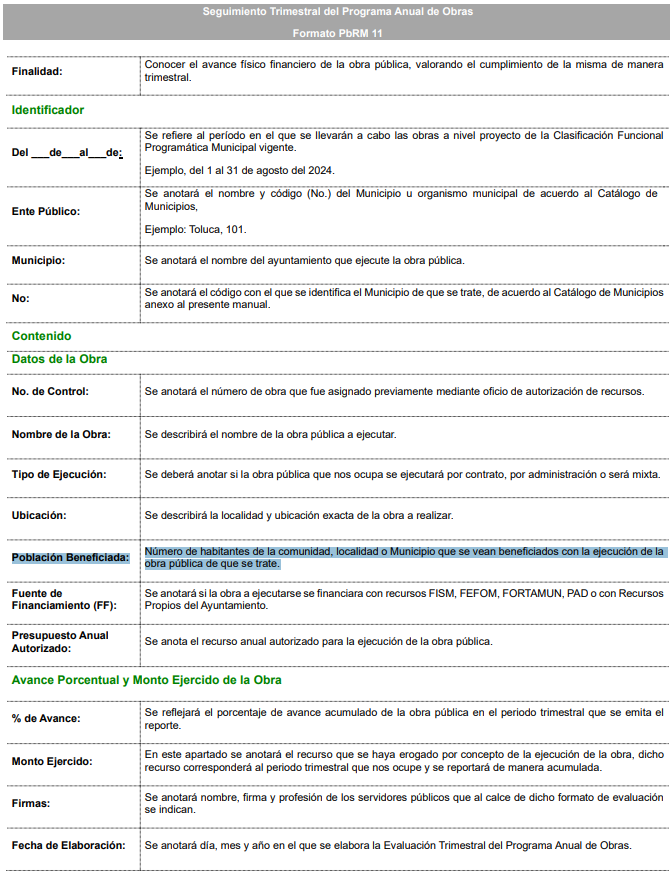 Seguimiento Trimestral del Programa Anual de Obras
Formato PbRM 11
Finalidad:
Conocer el avance físico financiero de la obra pública, valorando el cumplimiento de la misma de manera
trimestral.
Identificador
Del ___de___al___de:
Se refiere al período en el que se llevarán a cabo las obras a nivel proyecto de la Clasificación Funcional
Programática Municipal vigente.
Ejemplo, del 1 al 31 de agosto del 2024.
Ente Público:
Se anotará el nombre y código (No.) del Municipio u organismo municipal de acuerdo al Catálogo de
Municipios,
Ejemplo: Toluca, 101.
Municipio:
Se anotará el nombre del ayuntamiento que ejecute la obra pública.
No:
Se anotará el código con el que se identifica el Municipio de que se trate, de acuerdo al Catálogo de Municipios
anexo al presente manual.
Contenido
Datos de la Obra
No. de Control:
Se anotará el número de obra que fue asignado previamente mediante oficio de autorización de recursos.
Nombre de la Obra:
Se describirá el nombre de la obra pública a ejecutar.
Tipo de Ejecución:
Se deberá anotar si la obra pública que nos ocupa se ejecutará por contrato, por administración o será mixta.
Ubicación:
Se describirá la localidad y ubicación exacta de la obra a realizar.
Población Beneficiada:
Número de habitantes de la comunidad, localidad o Municipio que se vean beneficiados con la ejecución de la
obra pública de que se trate.
Fuente de
Financiamiento (FF):
Se anotará si la obra a ejecutarse se financiara con recursos FISM, FEFOM, FORTAMUN, PAD o con Recursos
Propios del Ayuntamiento.
Presupuesto Anual
Autorizado:
Se anota el recurso anual autorizado para la ejecución de la obra pública.
Avance Porcentual y Monto Ejercido de la Obra
% de Avance:
Se reflejará el porcentaje de avance acumulado de la obra pública en el periodo trimestral que se emita el
reporte.
Monto Ejercido:
En este apartado se anotará el recurso que se haya erogado por concepto de la ejecución de la obra, dicho
recurso corresponderá al periodo trimestral que nos ocupe y se reportará de manera acumulada.
Firmas:
Se anotará nombre, firma y profesión de los servidores públicos que al calce de dicho formato de evaluación
se indican.
Fecha de Elaboración:
Se anotará día, mes y año en el que se elabora la Evaluación Trimestral del Programa Anual de Obras.